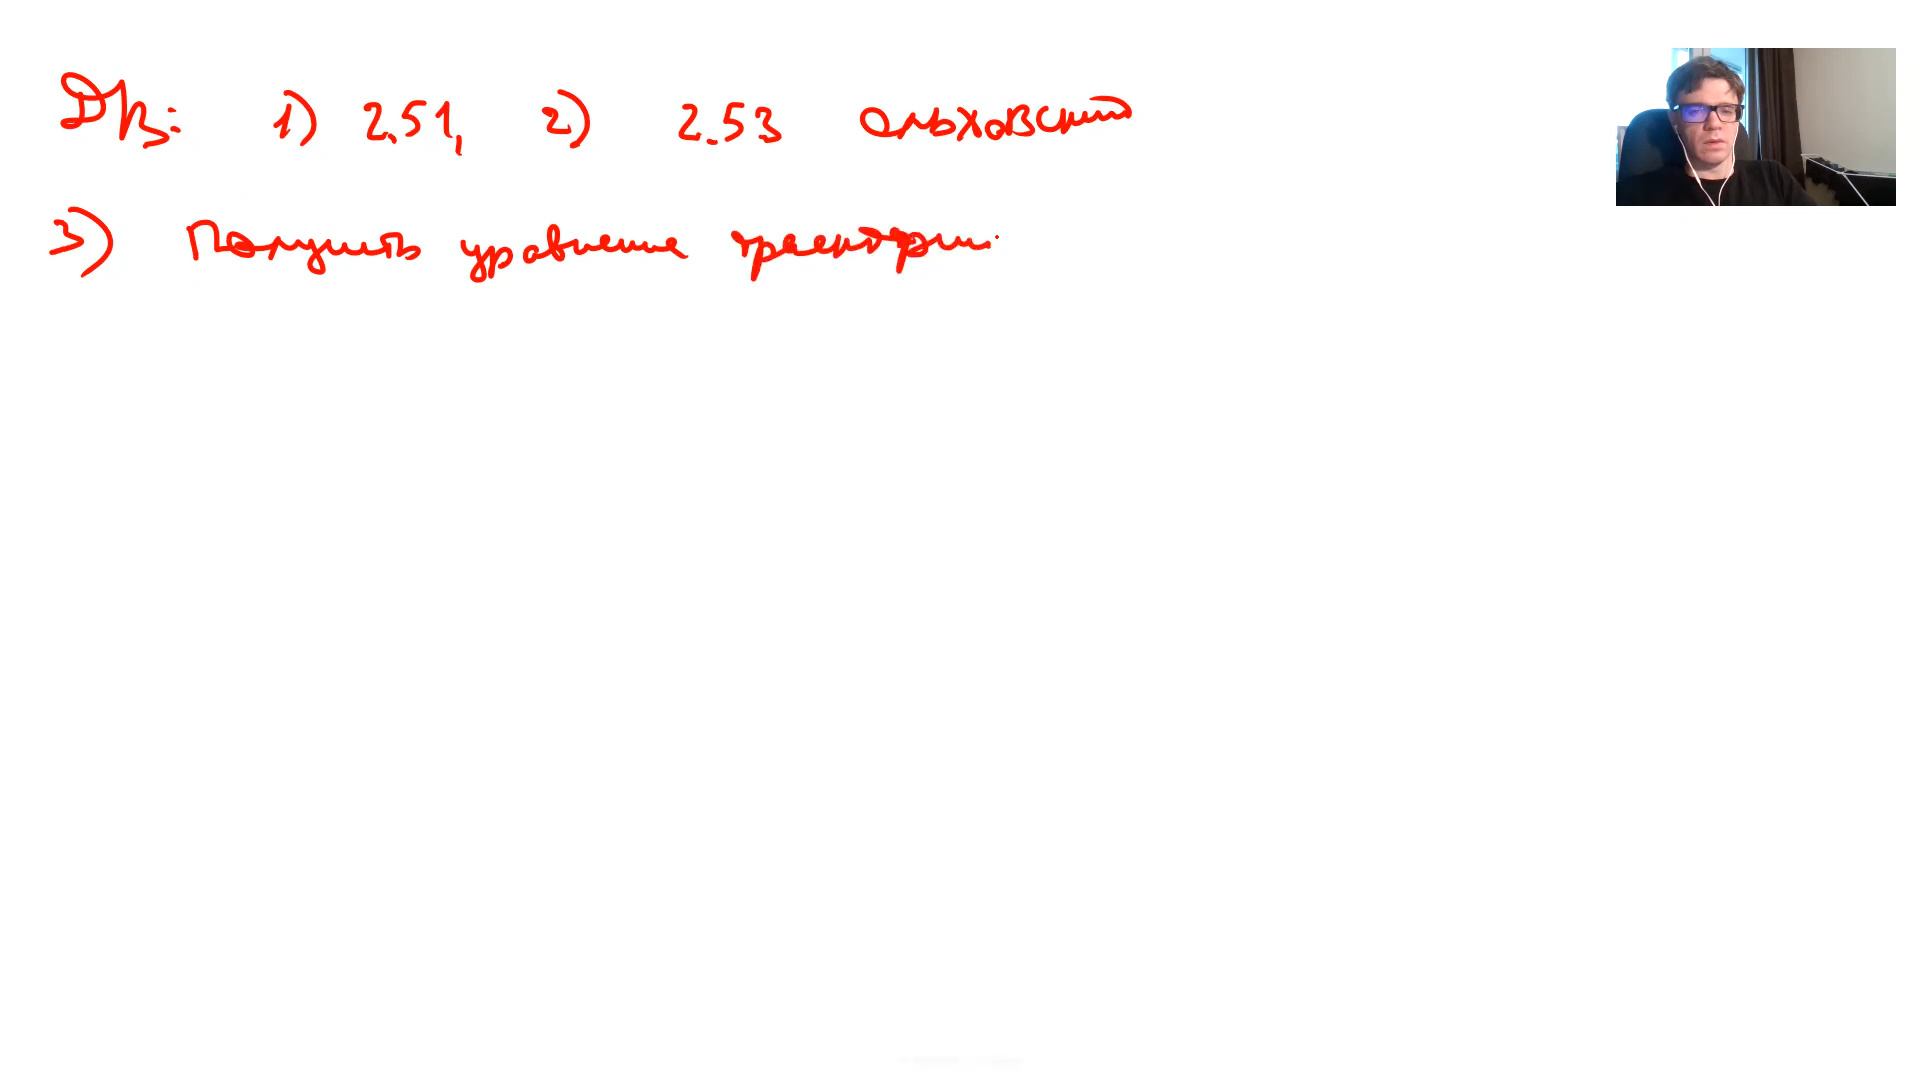 ДЗ: 1) 2.51, 2) 2.53 Ольховский
3) Получить уравнение траектории